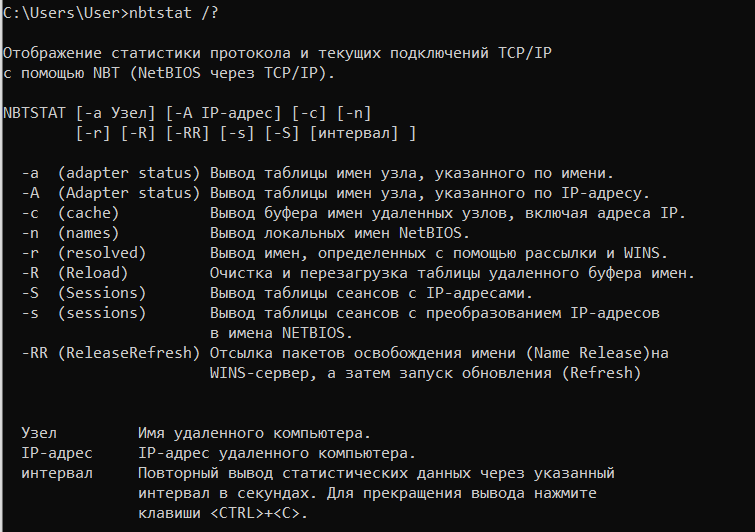 C:\Users\User>nbtstat /?
Отображение статистики протокола и текущих подключений TCP/IP
с помощью NBT (NetBIOS через TCP/IP).
NBTSTAT [-a Узел] [-A IP-адрес] [-c] [-n]
[-r] [-R] [-RR] [-s] [-S] [интервал] ]
-a (adapter status) Вывод таблицы имен узла, указанного по имени.
-A (Adapter status) Вывод таблицы имен узла, указанного по IP-адресу.
-c (cache) Вывод буфера имен удаленных узлов, включая адреса IP.
-n (names) Вывод локальных имен NetBIOS.
-r (resolved) Вывод имен, определенных с помощью рассылки и WINS.
-R (Reload) Очистка и перезагрузка таблицы удаленного буфера имен.
-S (Sessions) Вывод таблицы сеансов с IP-адресами.
-s (sessions) Вывод таблицы сеансов с преобразованием IP-адресов
в имена NETBIOS.
-RR (ReleaseRefresh) Отсылка пакетов освобождения имени (Name Release)на
WINS-сервер, а затем запуск обновления (Refresh)
Узел Имя удаленного компьютера.
IP-адрес IP-адрес удаленного компьютера.
интервал Повторный вывод статистических данных через указанный
интервал в секундах. Для прекращения вывода нажмите
клавиши <CTRL>+<C>.